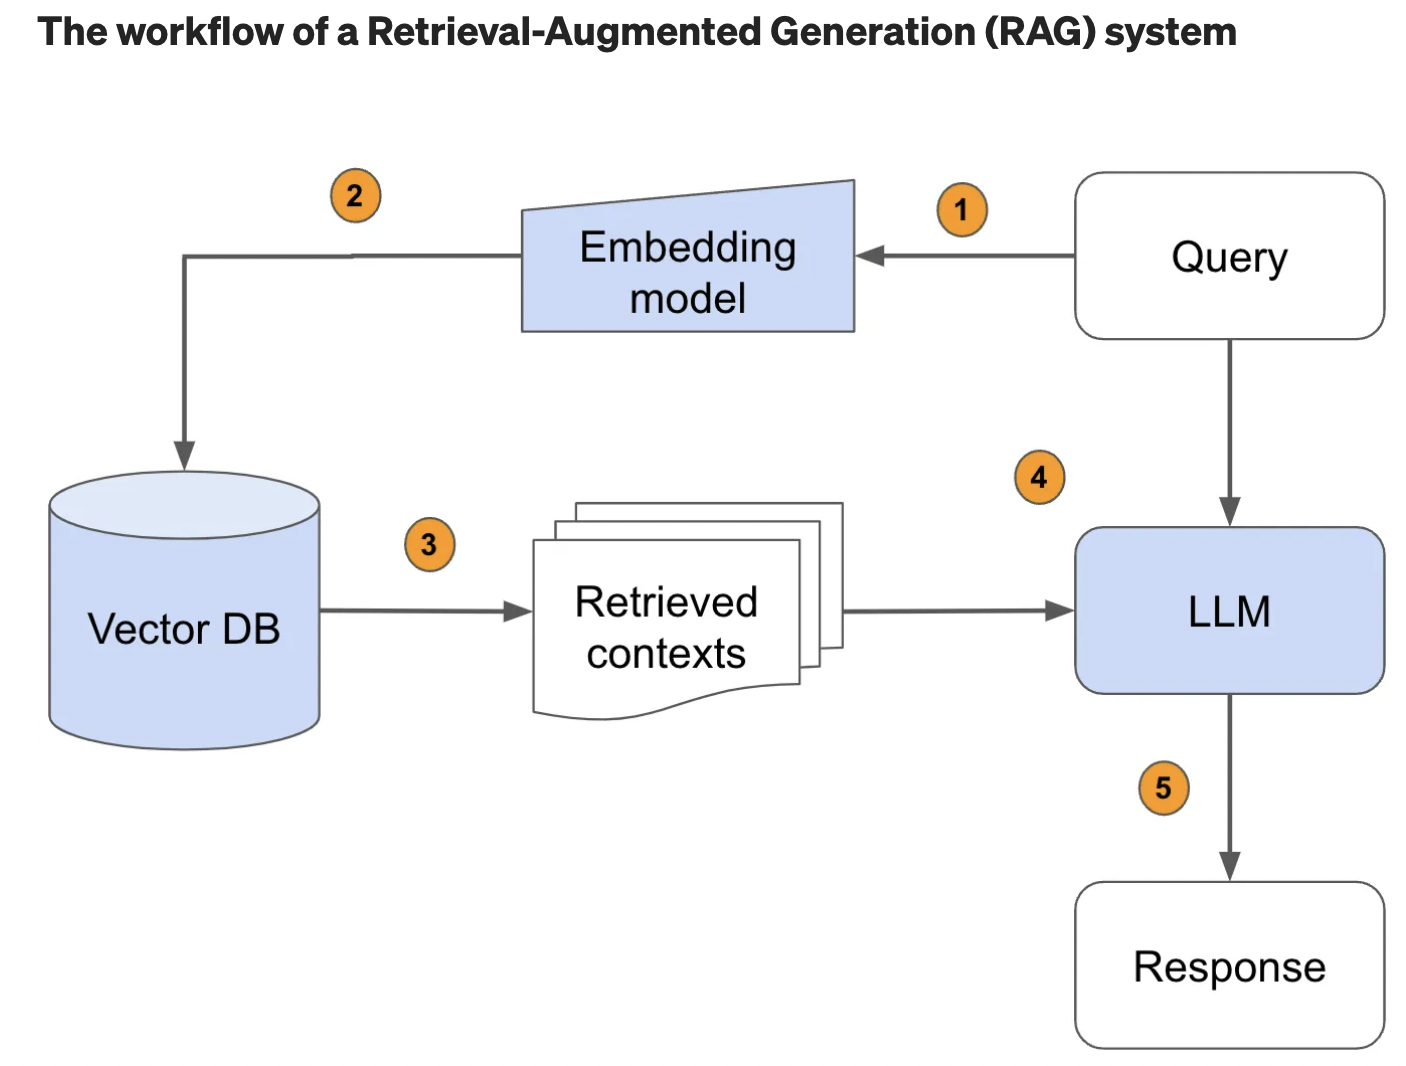 The workflow of a Retrieval-Augmented Generation (RAG) system
2
1
Embedding
model
Query
4
3
Retrieved
contexts
Vector DB
LLM
5
Response